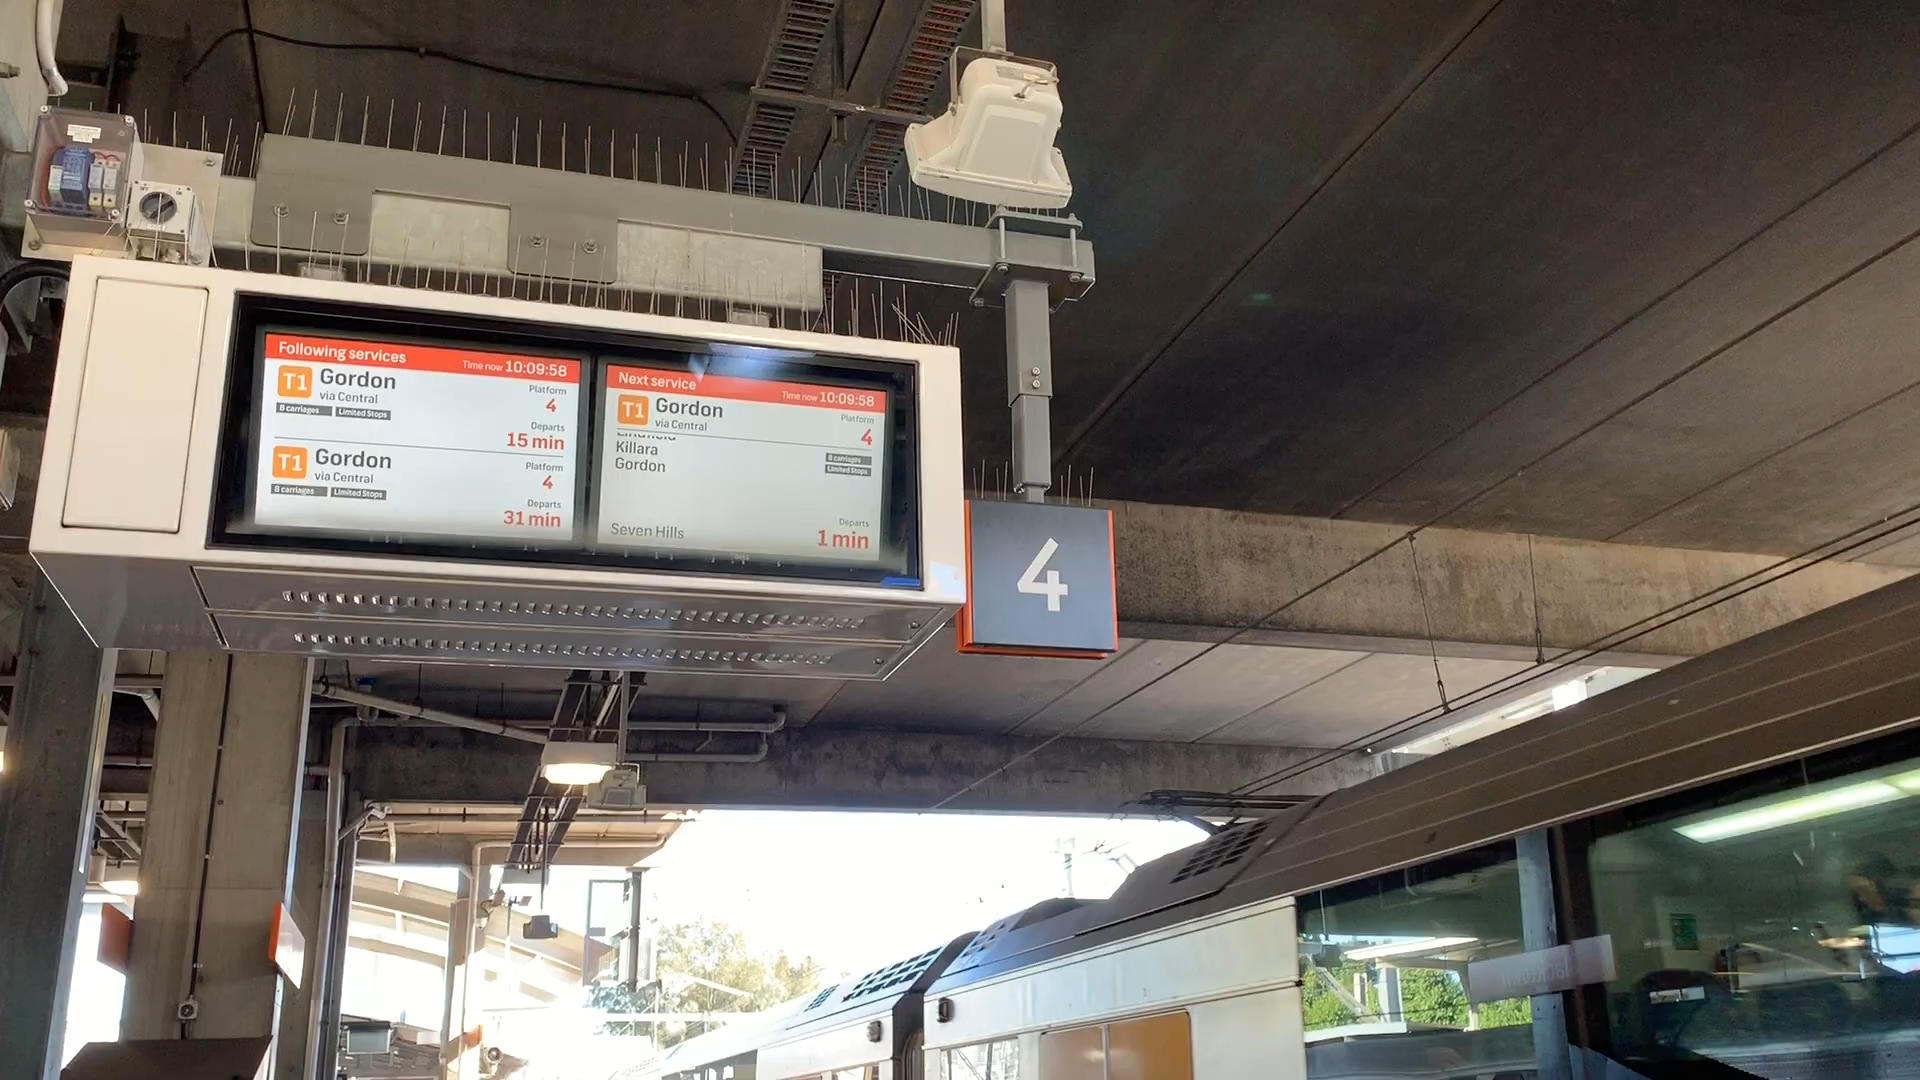 Following services
Time now 10:09:58
T1 Gordon
via Central
8 carriages Limited Stops
Platform
4
Departs
15 min
T1 Gordon
via Central
8 carriages Limited Stops
Platform
4
Departs
31 min
Next service
Time now 10:09:58
T1 Gordon
via Central
Platform
4
Killara
Gordon
8 carriages
Limited Stops
Seven Hills
Departs
1 min
4